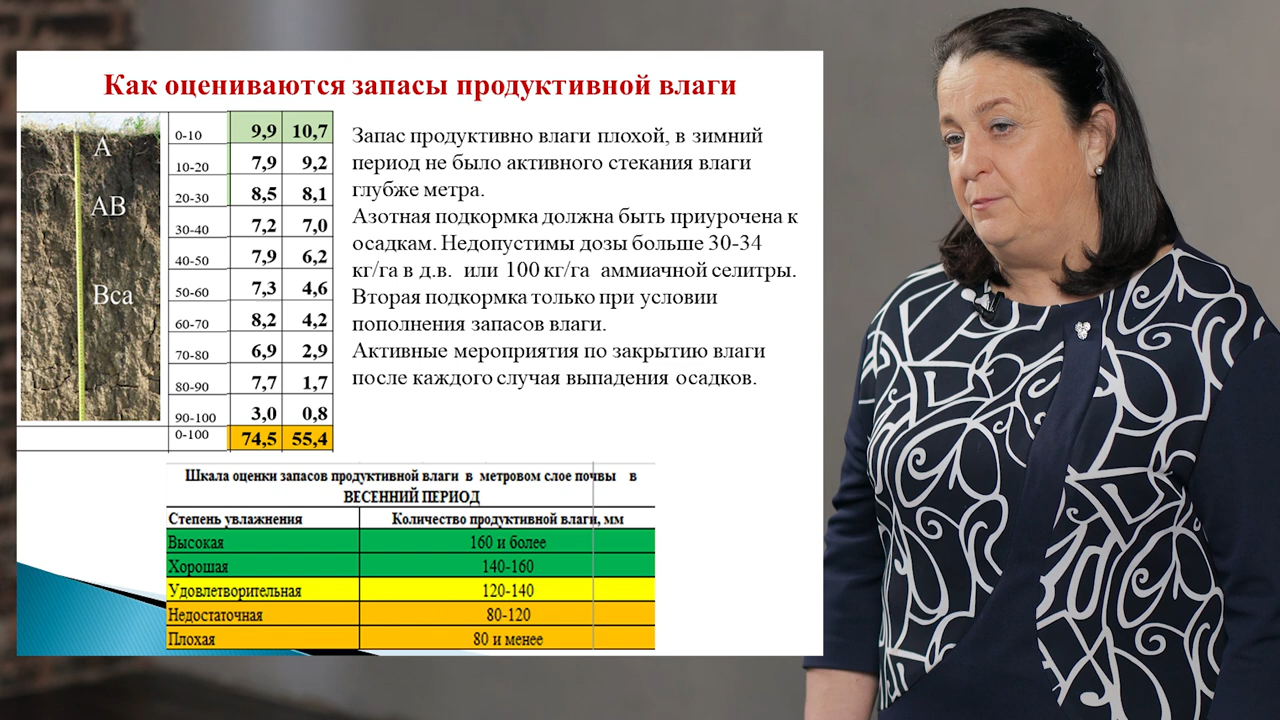 Как оцениваются запасы продуктивной влаги
А
АВ
Вса
0-10 9,9 10,7
10-20 7,9 9,2
20-30 8,5 8,1
30-40 7,2 7,0
40-50 7,9 6,2
50-60 7,3 4,6
60-70 8,2 4,2
70-80 6,9 2,9
80-90 7,7 1,7
90-100 3,0 0,8
0-100 74,5 55,4
Запас продуктивно влаги плохой, в зимний
период не было активного стекания влаги
глубже метра.
Азотная подкормка должна быть приурочена к
осадкам. Недопустимы дозы больше 30-34
кг/га в д.в. или 100 кг/га аммиачной селитры.
Вторая подкормка только при условии
пополнения запасов влаги.
Активные мероприятия по закрытию влаги
после каждого случая выпадения осадков.
Шкала оценки запасов продуктивной влаги в метровом слое почвы в
ВЕСЕННИЙ ПЕРИОД
Степень увлажнения Количество продуктивной влаги, мм
Высокая 160 и более
Хорошая 140-160
Удовлетворительная 120-140
Недостаточная 80-120
Плохая 80 и менее